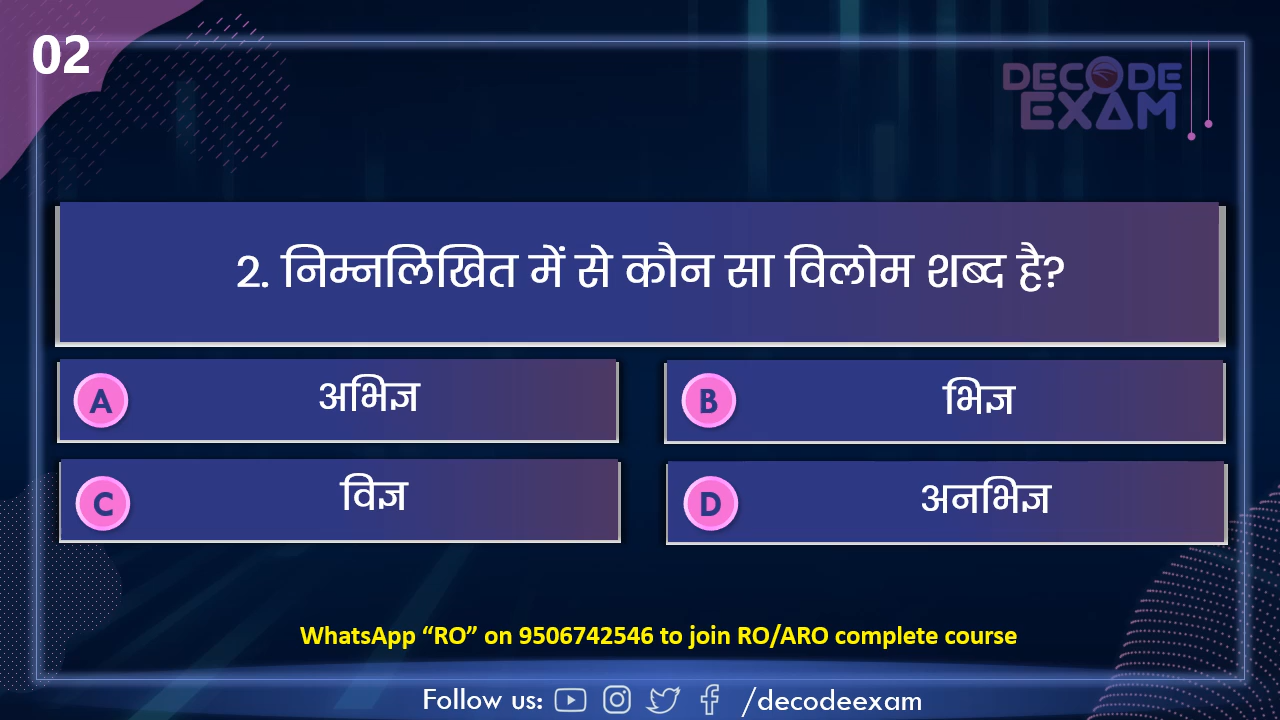 02
DECODE
EXAM
2. निम्नलिखित में से कौन सा विलोम शब्द है?
A अभिज्ञ
B भिज्ञ
C विज्ञ
D अनभिज्ञ
WhatsApp “RO” on 9506742546 to join RO/ARO complete course
Follow us: /decodeexam